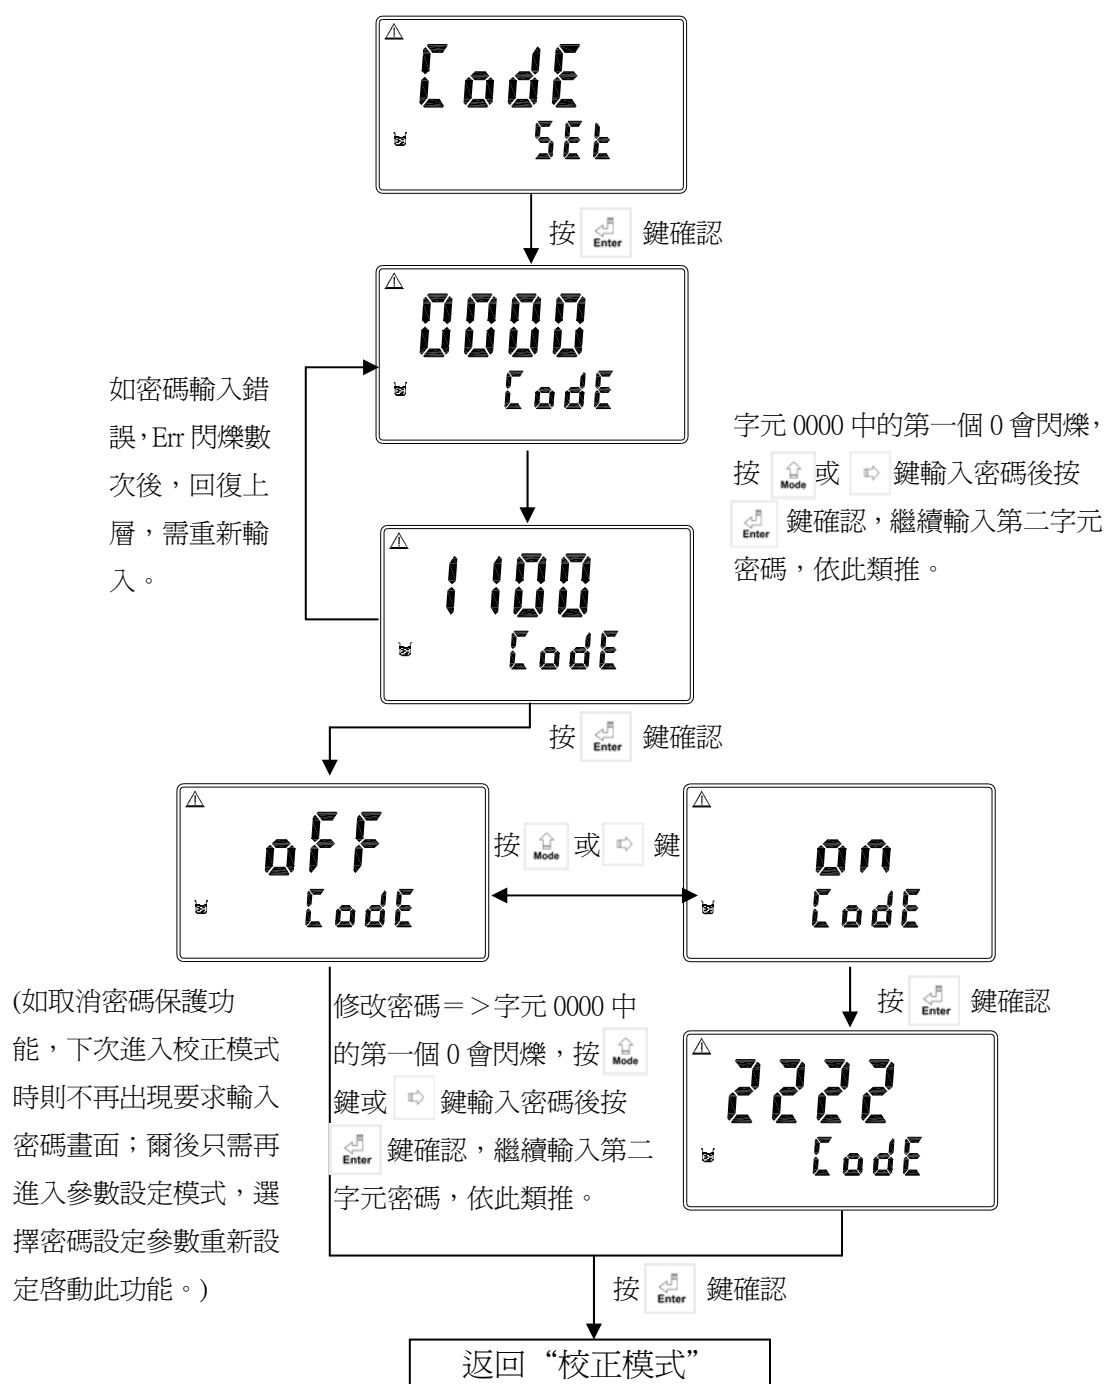 CodE
SEt
按 Enter 鍵確認
0000
CodE
如密碼輸入錯
誤，Err 閃爍數
次後，回復上
層，需重新輸
入。
字元 0000 中的第一個 0 會閃爍，
按 Mode 或 鍵輸入密碼後按
Enter 鍵確認，繼續輸入第二字元
密碼，依此類推。
1100
CodE
按 Enter 鍵確認
oFF
CodE
按 Mode 或 鍵
on
CodE
按 Enter 鍵確認
(如取消密碼保護功
能，下次進入校正模式
時則不再出現要求輸入
密碼畫面；爾後只需再
進入參數設定模式，選
擇密碼設定參數重新設
定啓動此功能。)
修改密碼＝＞字元 0000 中
的第一個 0 會閃爍，按 Mode
鍵或 鍵輸入密碼後按
Enter 鍵確認，繼續輸入第二
字元密碼，依此類推。
2222
CodE
按 Enter 鍵確認
返回“校正模式”